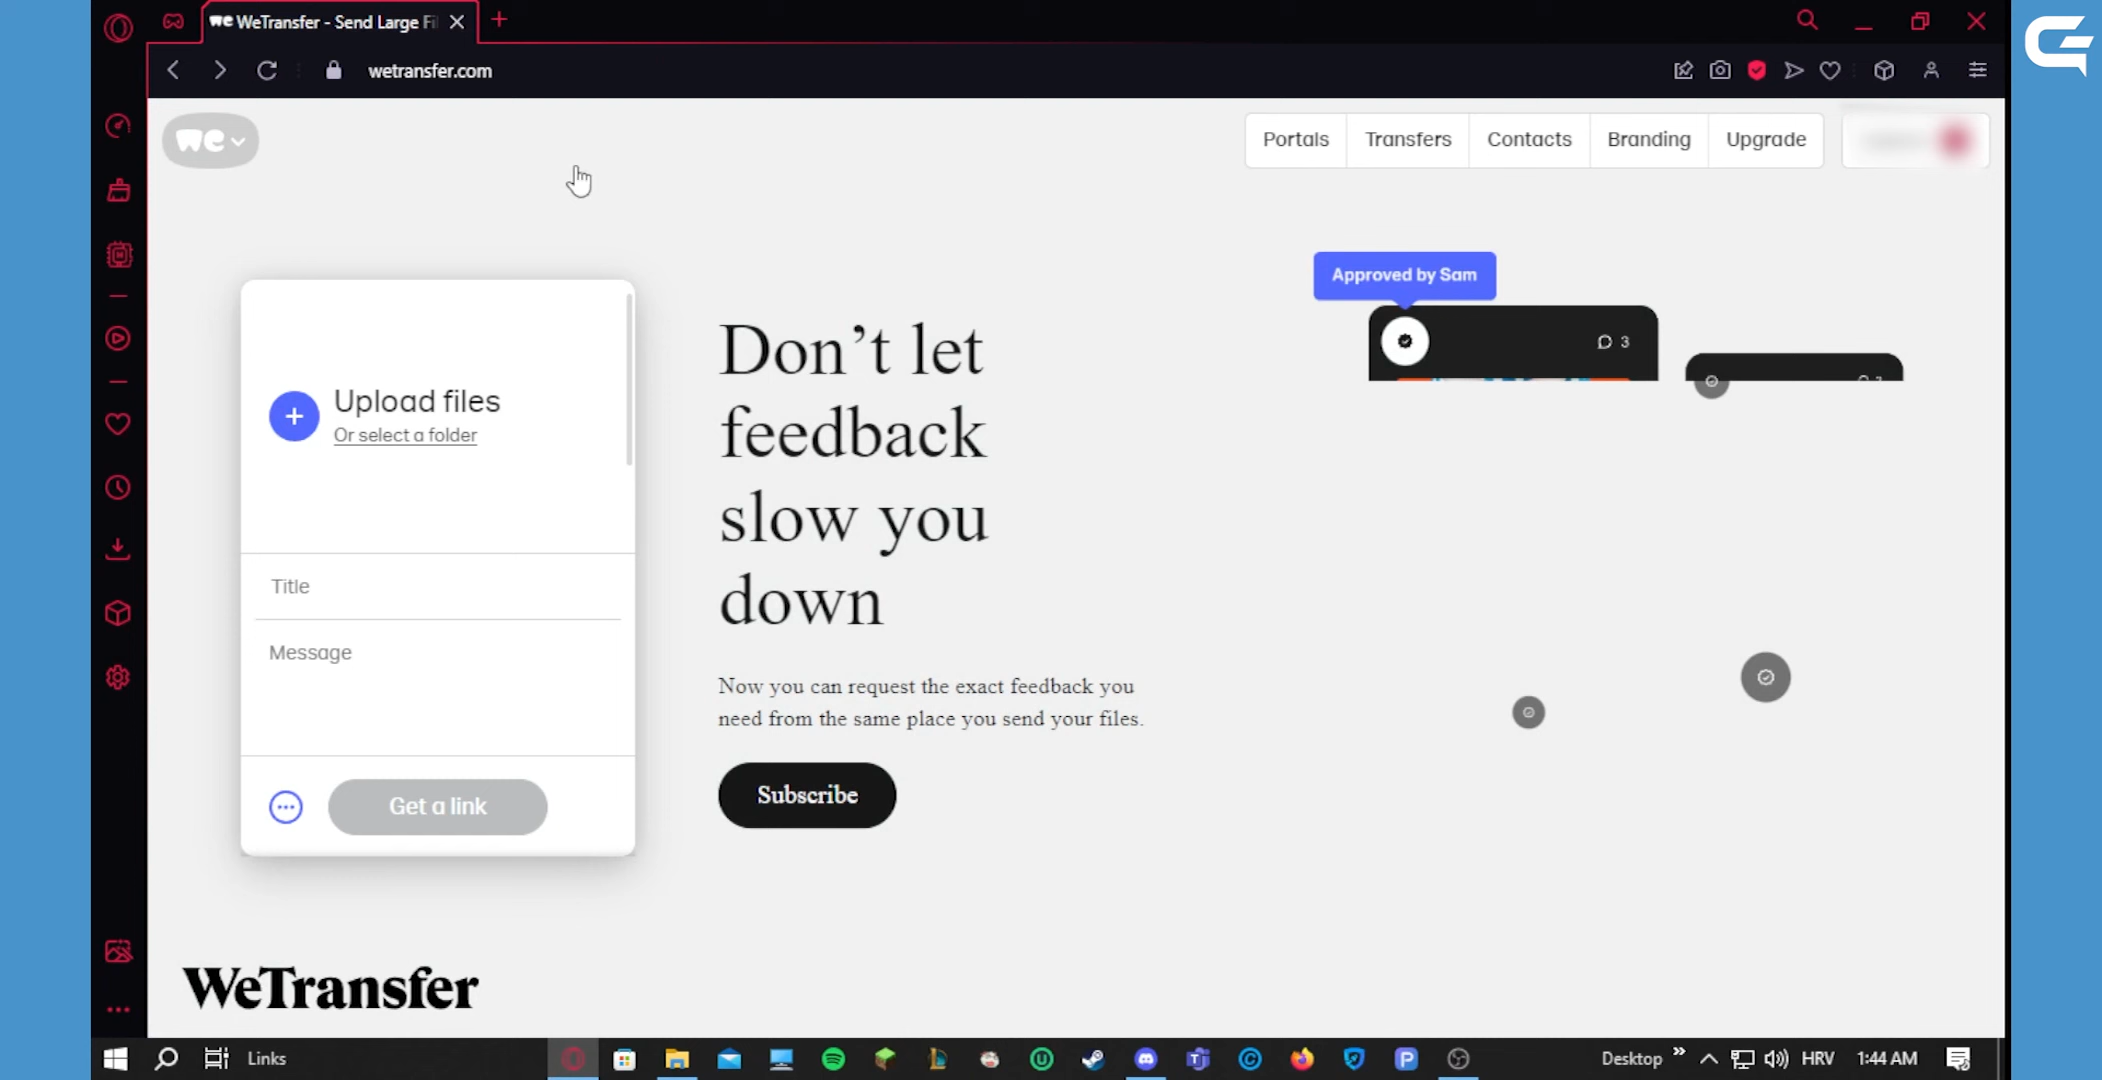 we WeTransfer - Send Large Fi
wetransfer.com
we
Portals
Transfers
Contacts
Branding
Upgrade
Approved by Sam
3
Upload files
Or select a folder
Title
Message
Get a link
Don’t let
feedback
slow you
down
Now you can request the exact feedback you
need from the same place you send your files.
Subscribe
WeTransfer
Links
Desktop
HRV
1:44 AM